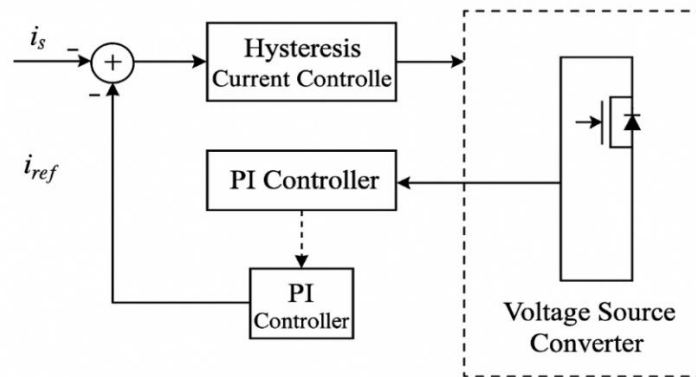 i_s
−
+
−
Hysteresis
Current Controlle
i_ref
PI Controller
PI
Controller
Voltage Source
Converter